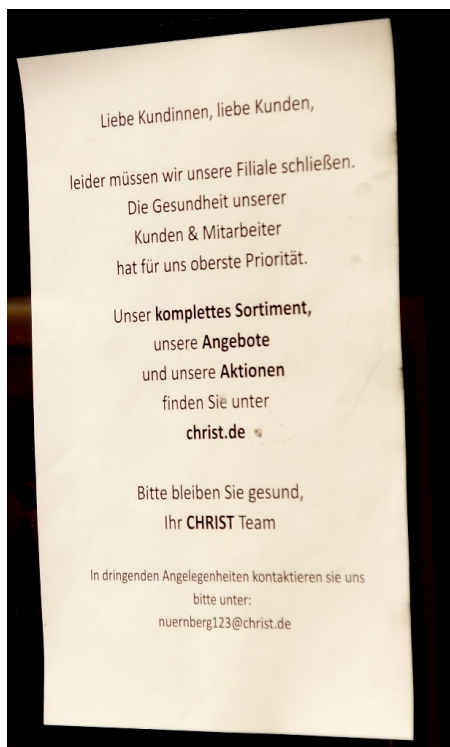 Liebe Kundinnen, liebe Kunden,
leider müssen wir unsere Filiale schließen.
Die Gesundheit unserer
Kunden & Mitarbeiter
hat für uns oberste Priorität.
Unser komplettes Sortiment,
unsere Angebote
und unsere Aktionen
finden Sie unter
christ.de
Bitte bleiben Sie gesund,
Ihr CHRIST Team
In dringenden Angelegenheiten kontaktieren sie uns
bitte unter:
nuernberg123@christ.de